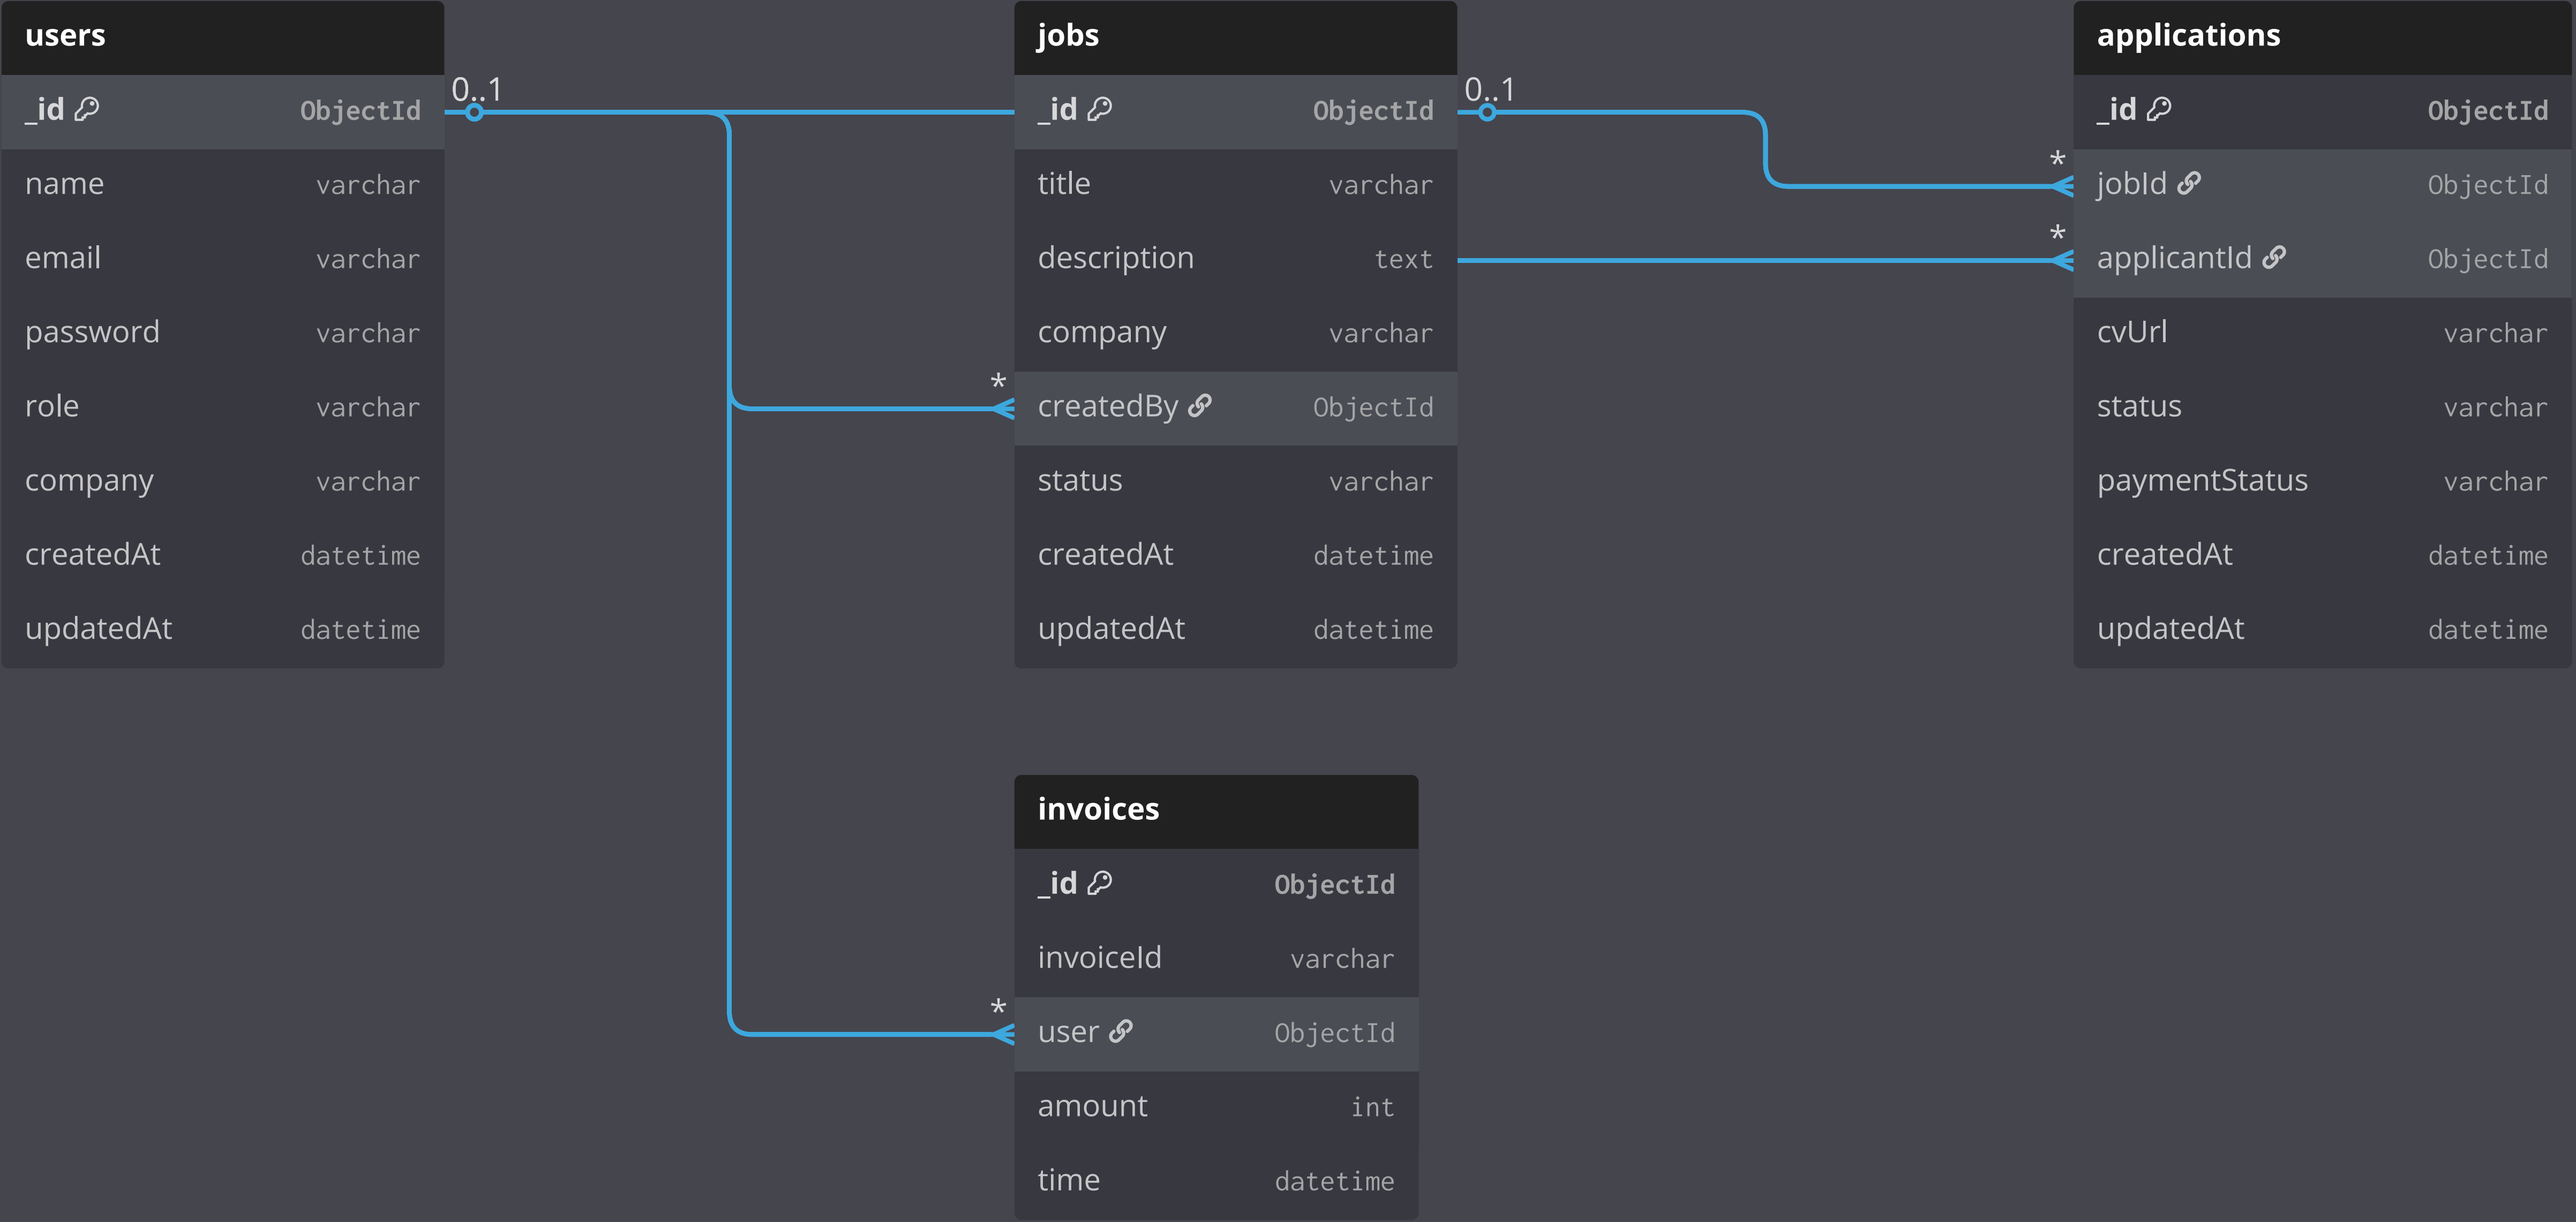 users
_id ObjectId
name varchar
email varchar
password varchar
role varchar
company varchar
createdAt datetime
updatedAt datetime
0..1
jobs
_id ObjectId
title varchar
description text
company varchar
* createdBy ObjectId
status varchar
createdAt datetime
updatedAt datetime
0..1
applications
_id ObjectId
* jobId ObjectId
* applicantId ObjectId
cvUrl varchar
status varchar
paymentStatus varchar
createdAt datetime
updatedAt datetime
invoices
_id ObjectId
invoiceId varchar
* user ObjectId
amount int
time datetime